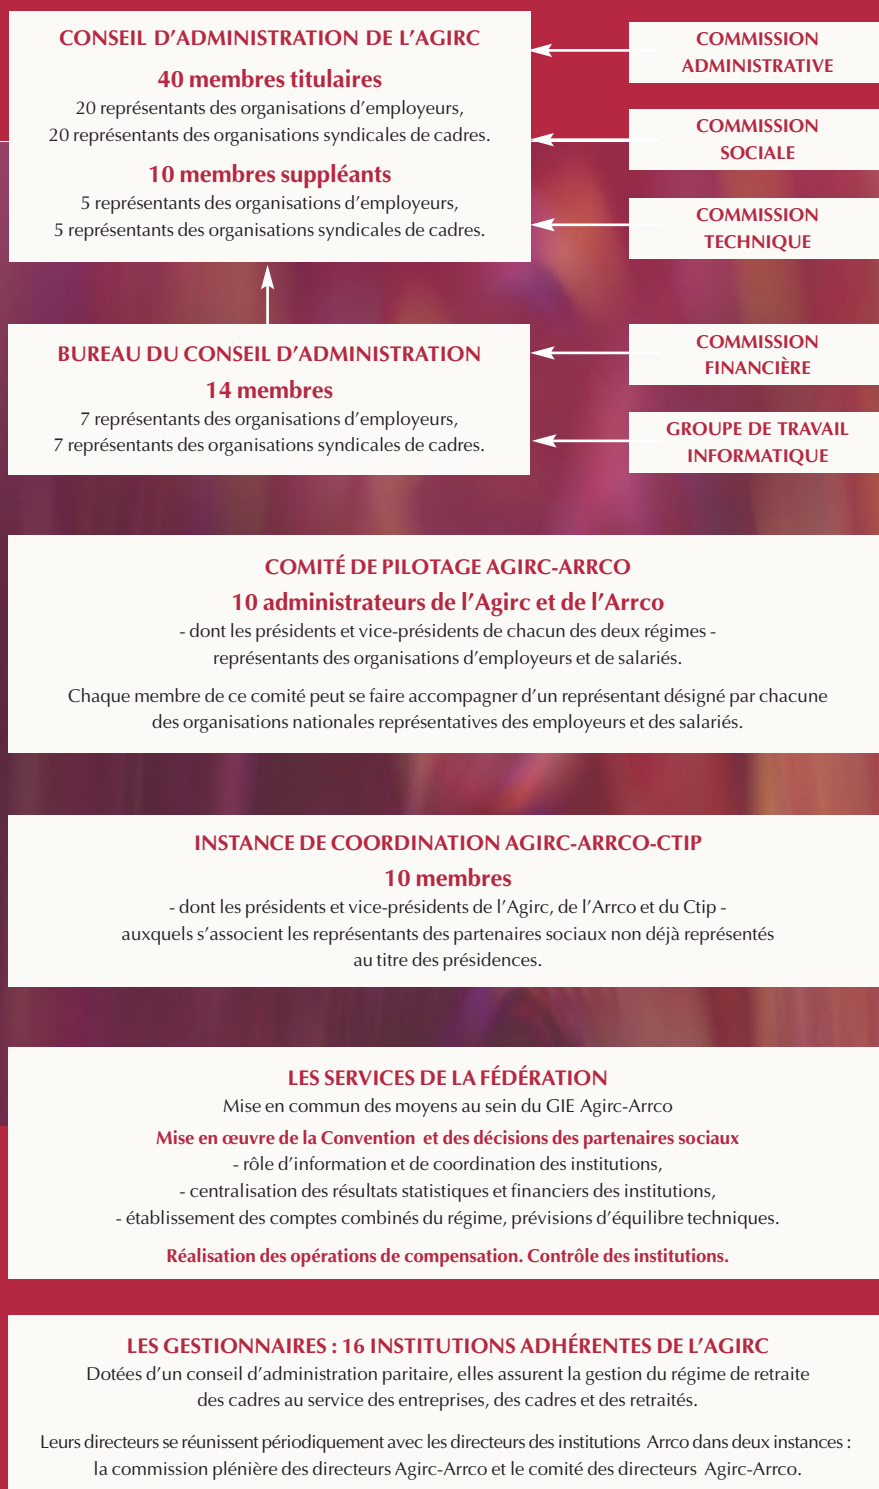 CONSEIL D’ADMINISTRATION DE L’AGIRC
40 membres titulaires
20 représentants des organisations d’employeurs,
20 représentants des organisations syndicales de cadres.
10 membres suppléants
5 représentants des organisations d’employeurs,
5 représentants des organisations syndicales de cadres.
COMMISSION
ADMINISTRATIVE
COMMISSION
SOCIALE
COMMISSION
TECHNIQUE
BUREAU DU CONSEIL D’ADMINISTRATION
14 membres
7 représentants des organisations d’employeurs,
7 représentants des organisations syndicales de cadres.
COMMISSION
FINANCIÈRE
GROUPE DE TRAVAIL
INFORMATIQUE
COMITÉ DE PILOTAGE AGIRC-ARRCO
10 administrateurs de l’Agirc et de l’Arrco
- dont les présidents et vice-présidents de chacun des deux régimes -
représentants des organisations d’employeurs et de salariés.
Chaque membre de ce comité peut se faire accompagner d’un représentant désigné par chacune
des organisations nationales représentatives des employeurs et des salariés.
INSTANCE DE COORDINATION AGIRC-ARRCO-CTIP
10 membres
- dont les présidents et vice-présidents de l’Agirc, de l’Arrco et du Ctip -
auxquels s’associent les représentants des partenaires sociaux non déjà représentés
au titre des présidences.
LES SERVICES DE LA FÉDÉRATION
Mise en commun des moyens au sein du GIE Agirc-Arrco
Mise en œuvre de la Convention et des décisions des partenaires sociaux
- rôle d’information et de coordination des institutions,
- centralisation des résultats statistiques et financiers des institutions,
- établissement des comptes combinés du régime, prévisions d’équilibre techniques.
Réalisation des opérations de compensation. Contrôle des institutions.
LES GESTIONNAIRES : 16 INSTITUTIONS ADHÉRENTES DE L’AGIRC
Dotées d’un conseil d’administration paritaire, elles assurent la gestion du régime de retraite
des cadres au service des entreprises, des cadres et des retraités.
Leurs directeurs se réunissent périodiquement avec les directeurs des institutions Arrco dans deux instances :
la commission plénière des directeurs Agirc-Arrco et le comité des directeurs Agirc-Arrco.